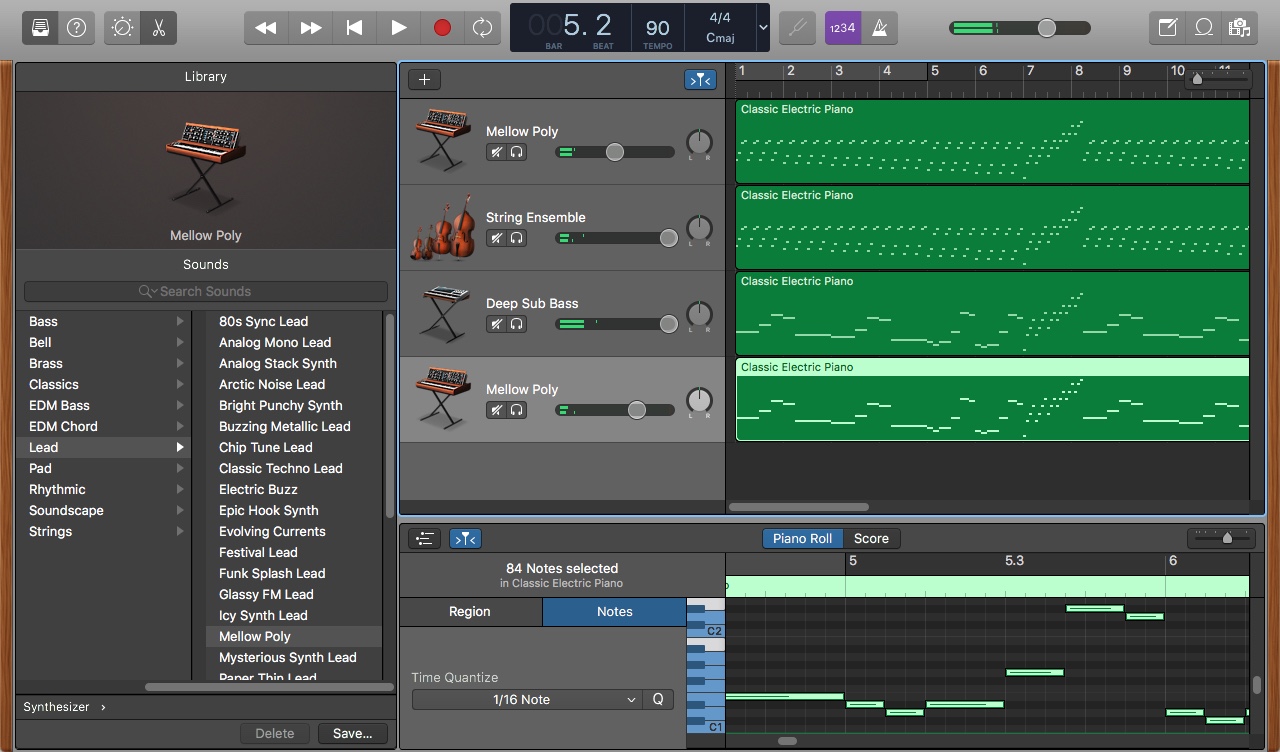 005. 2
BAR BEAT
90
TEMPO
4/4
Cmaj
1234
Library
Mellow Poly
Sounds
Search Sounds
Bass
Bell
Brass
Classics
EDM Bass
EDM Chord
Lead
Pad
Rhythmic
Soundscape
Strings
80s Sync Lead
Analog Mono Lead
Analog Stack Synth
Arctic Noise Lead
Bright Punchy Synth
Buzzing Metallic Lead
Chip Tune Lead
Classic Techno Lead
Electric Buzz
Epic Hook Synth
Evolving Currents
Festival Lead
Funk Splash Lead
Glassy FM Lead
Icy Synth Lead
Mellow Poly
Mysterious Synth Lead
Paper Thin Lead
Synthesizer
Delete Save...
1 2 3 4 5 6 7 8 9 10 11
Mellow Poly
L R
Classic Electric Piano
String Ensemble
L R
Classic Electric Piano
Deep Sub Bass
L R
Classic Electric Piano
Mellow Poly
L R
Classic Electric Piano
Piano Roll Score
84 Notes selected
in Classic Electric Piano
5 5.3 6
Region Notes
C2
Time Quantize
1/16 Note Q
C1